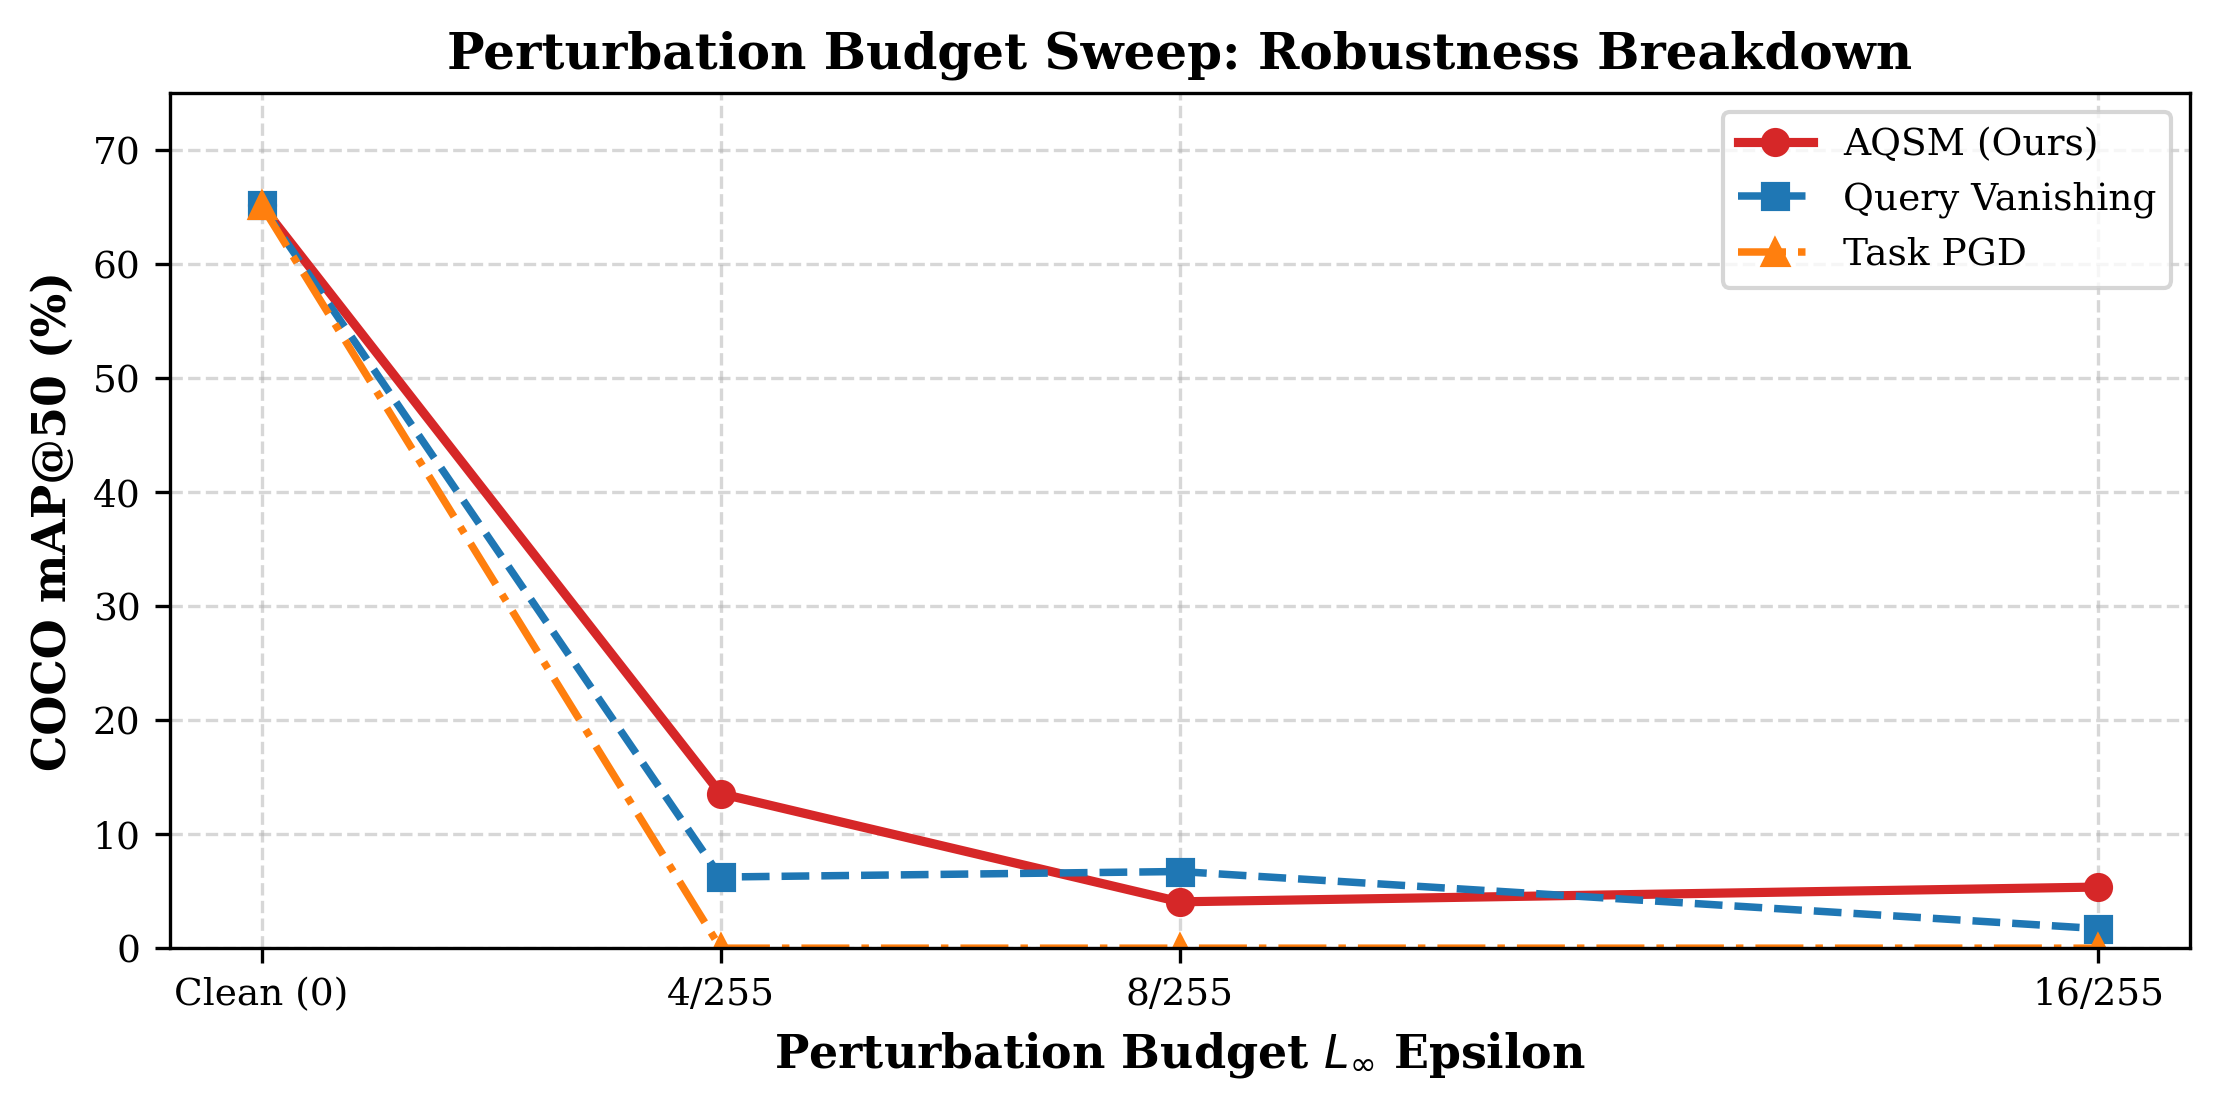 Perturbation Budget Sweep: Robustness Breakdown
AQSM (Ours)
Query Vanishing
Task PGD
COCO mAP@50 (%)
70
60
50
40
30
20
10
0
Clean (0)
4/255
8/255
16/255
Perturbation Budget L∞ Epsilon